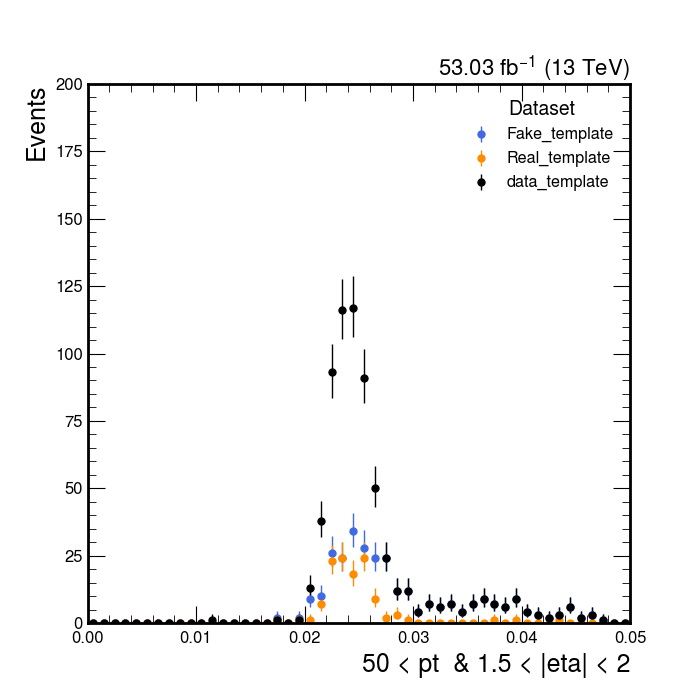 53.03 fb⁻¹ (13 TeV)
Events
200
175
150
125
100
75
50
25
0
Dataset
Fake_template
Real_template
data_template
0.00 0.01 0.02 0.03 0.04 0.05
50 < pt & 1.5 < |eta| < 2